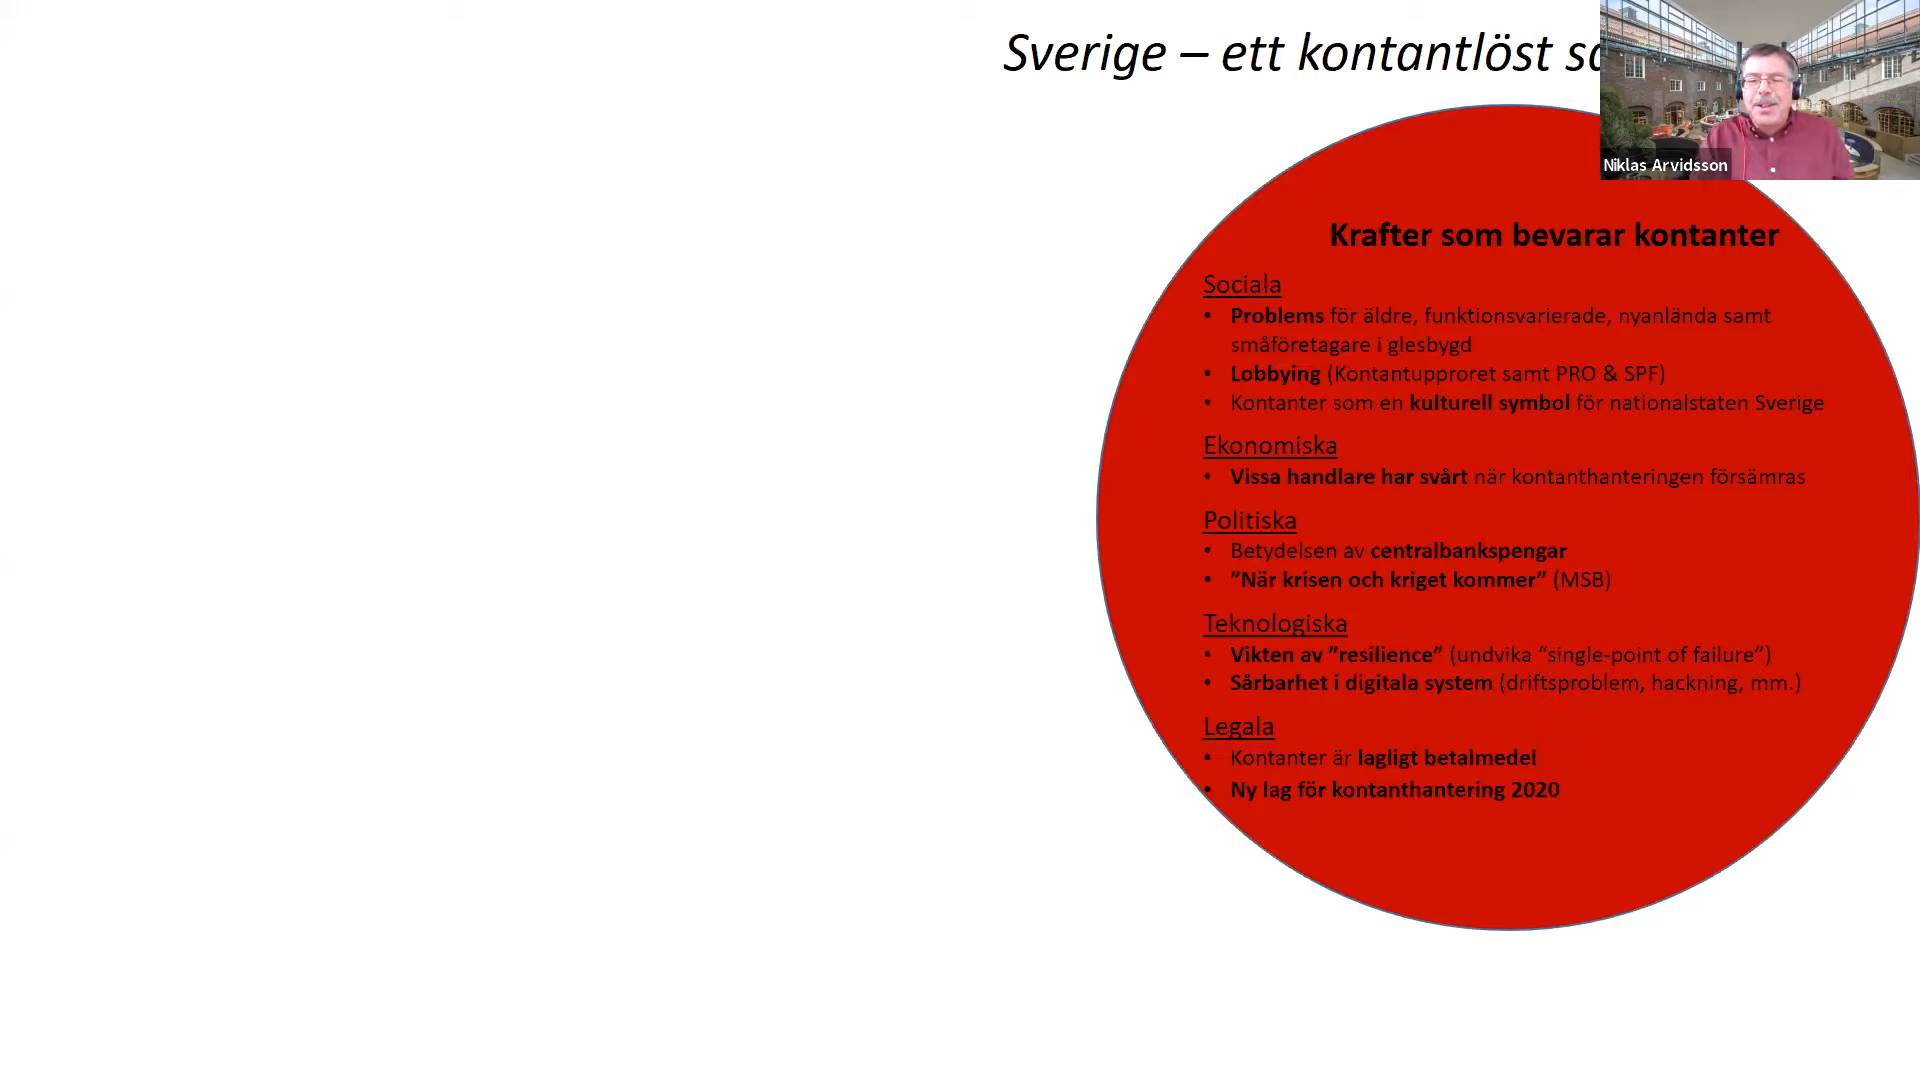 Sverige – ett kontantlöst
Niklas Arvidsson
Krafter som bevarar kontanter
Sociala
• Problems för äldre, funktionsvarierade, nyanlända samt
småföretagare i glesbygd
• Lobbying (Kontantupproret samt PRO & SPF)
• Kontanter som en kulturell symbol för nationalstaten Sverige
Ekonomiska
• Vissa handlare har svårt när kontanthanteringen försämras
Politiska
• Betydelsen av centralbankspengar
• ”När krisen och kriget kommer” (MSB)
Teknologiska
• Vikten av ”resilience” (undvika “single-point of failure”)
• Sårbarhet i digitala system (driftsproblem, hackning, mm.)
Legala
• Kontanter är lagligt betalmedel
• Ny lag för kontanthantering 2020